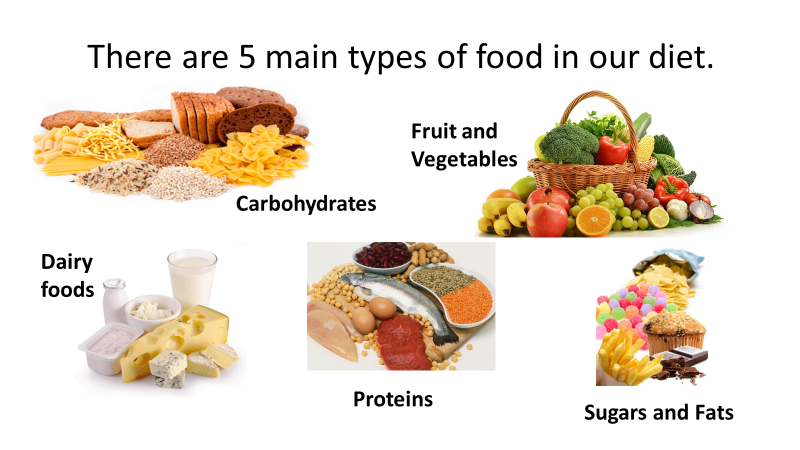 There are 5 main types of food in our diet.
Fruit and
Vegetables
Carbohydrates
Dairy
foods
Proteins
Sugars and Fats